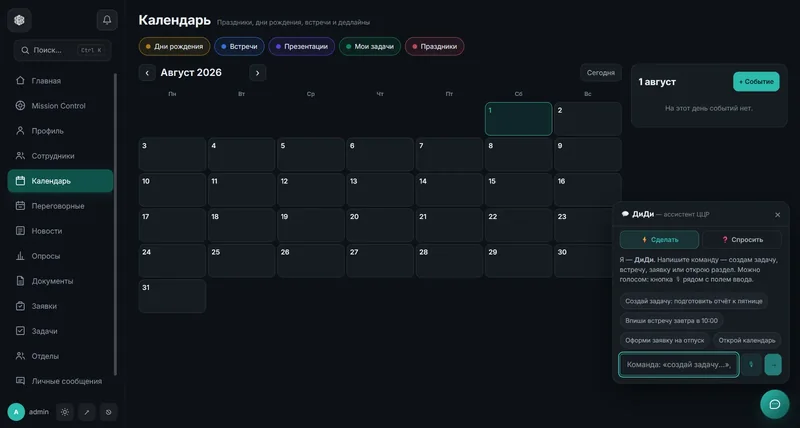 Поиск...
Ctrl K
Главная
Mission Control
Профиль
Сотрудники
Календарь
Переговорные
Новости
Опросы
Документы
Заявки
Задачи
Отделы
Личные сообщения
A admin
Календарь Праздники, дни рождения, встречи и дедлайны
Дни рождения Встречи Презентации Мои задачи Праздники
Август 2026
Сегодня
Пн Вт Ср Чт Пт Сб Вс
1 2
3 4 5 6 7 8 9
10 11 12 13 14 15 16
17 18 19 20 21 22 23
24 25 26 27 28 29 30
31
1 август
+ Событие
На этот день событий нет.
ДиДи — ассистент ЦЦР
Сделать
Спросить
Я — ДиДи. Напишите команду — создам задачу,
встречу, заявку или открою раздел. Можно
голосом: кнопка рядом с полем ввода.
Создай задачу: подготовить отчёт к пятнице
Впиши встречу завтра в 10:00
Оформи заявку на отпуск
Открой календарь
Команда: «создай задачу...»,